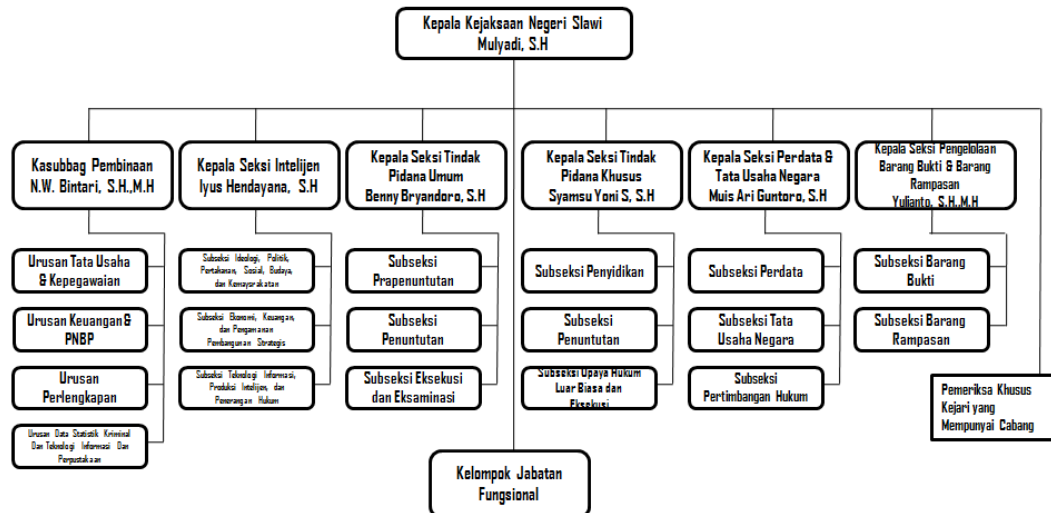 Kepala Kejaksaan Negeri Slawi
Mulyadi, S.H
Kasubbag Pembinaan
N.W. Bintari, S.H.,M.H
Kepala Seksi Intelijen
Iyus Hendayana, S.H
Kepala Seksi Tindak
Pidana Umum
Benny Bryandoro, S.H
Kepala Seksi Tindak
Pidana Khusus
Syamsu Yoni S, S.H
Kepala Seksi Perdata &
Tata Usaha Negara
Muis Ari Guntoro, S.H
Kepala Seksi Pengelolaan
Barang Bukti & Barang
Rampasan
Yulianto, S.H.,M.H
Urusan Tata Usaha
& Kepegawaian
Urusan Keuangan &
PNBP
Urusan
Perlengkapan
Urusan Data Statistik Kriminal
Dan Teknologi Informasi Dan
Perpustakaan
Subseksi Ideologi, Politik,
Pertahanan, Sosial, Budaya,
dan Kemaysrakatan
Subseksi Ekonomi, Keuangan,
dan Pengamanan
Pembangunan Strategis
Subseksi Teknologi Informasi,
Produksi Intelijen, dan
Penerangan Hukum
Subseksi
Prapenuntutan
Subseksi
Penuntutan
Subseksi Eksekusi
dan Eksaminasi
Subseksi Penyidikan
Subseksi
Penuntutan
Subseksi Upaya Hukum
Luar Biasa dan
Eksekusi
Subseksi Perdata
Subseksi Tata
Usaha Negara
Subseksi
Pertimbangan Hukum
Subseksi Barang
Bukti
Subseksi Barang
Rampasan
Pemeriksa Khusus
Kejari yang
Mempunyai Cabang
Kelompok Jabatan
Fungsional